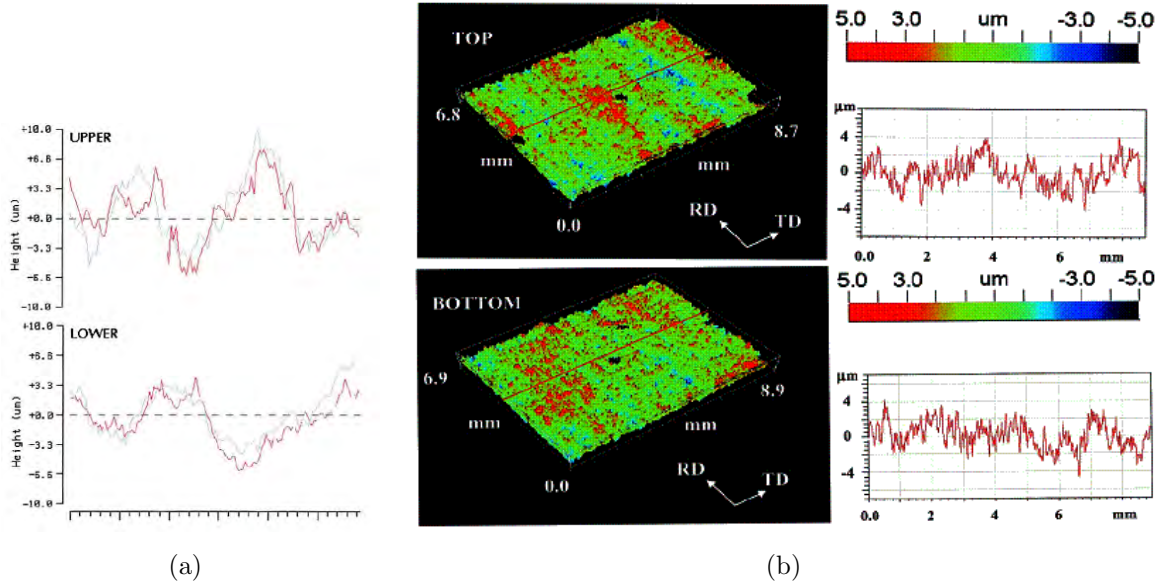 UPPER
+10.0
+6.8
+3.3
+0.0
-3.3
-6.6
-10.0
Height (um)
LOWER
+10.0
+6.8
+3.3
+0.0
-3.3
-6.6
-10.0
Height (um)
(a)
TOP
6.8
mm
0.0
mm
8.7
RD
TD
BOTTOM
6.9
mm
0.0
mm
8.9
RD
TD
5.0 3.0 um -3.0 -5.0
µm
4
0
-4
0.0 2 4 6 mm
5.0 3.0 um -3.0 -5.0
µm
4
0
-4
0.0 2 4 6 mm
(b)